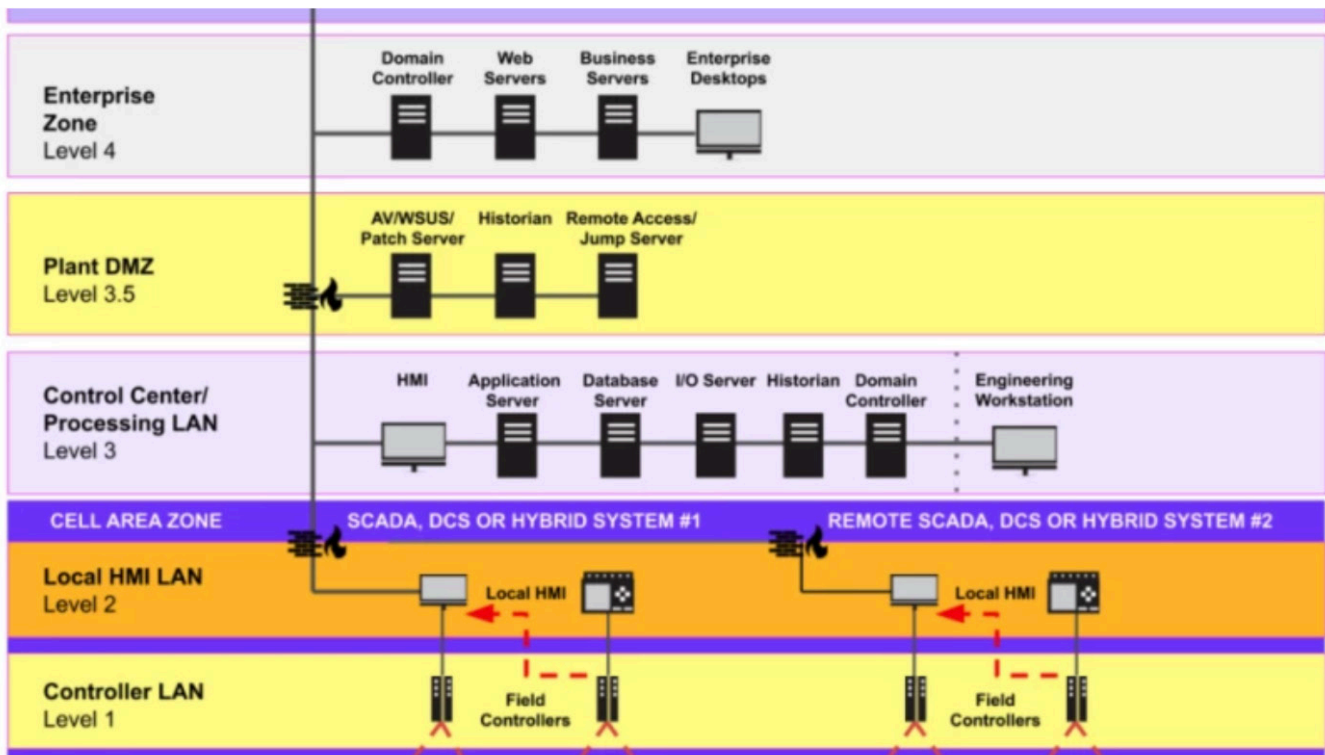 Domain
Controller
Web
Servers
Business
Servers
Enterprise
Desktops
Enterprise
Zone
Level 4
AV/WSUS/
Patch Server
Historian
Remote Access/
Jump Server
Plant DMZ
Level 3.5
HMI
Application
Server
Database
Server
I/O Server
Historian
Domain
Controller
Engineering
Workstation
Control Center/
Processing LAN
Level 3
CELL AREA ZONE
SCADA, DCS OR HYBRID SYSTEM #1
REMOTE SCADA, DCS OR HYBRID SYSTEM #2
Local HMI LAN
Level 2
Local HMI
Local HMI
Controller LAN
Level 1
Field
Controllers
Field
Controllers